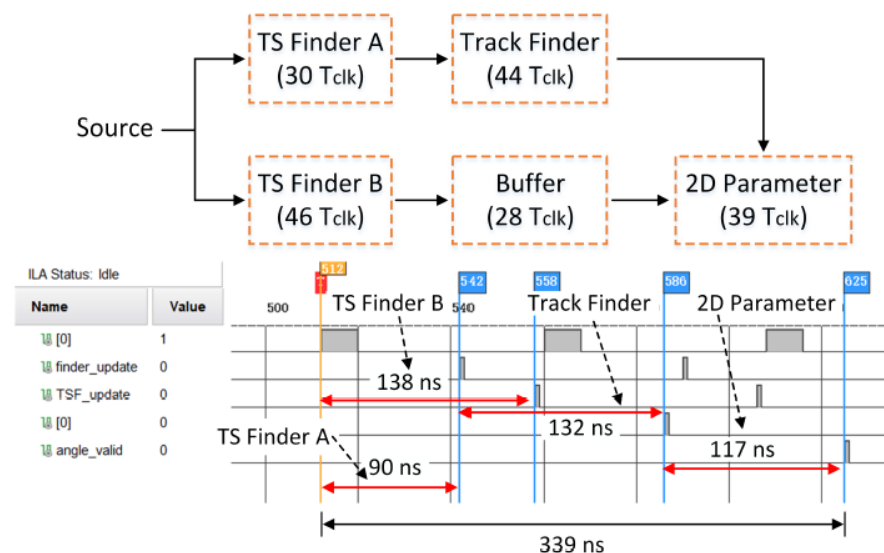 TS Finder A
(30 Tclk)
Track Finder
(44 Tclk)
Source
TS Finder B
(46 Tclk)
Buffer
(28 Tclk)
2D Parameter
(39 Tclk)
ILA Status: Idle
Name Value
[0] 1
finder_update 0
TSF_update 0
[0] 0
angle_valid 0
512
542
558
586
625
500
540
TS Finder B
Track Finder
2D Parameter
138 ns
132 ns
TS Finder A
90 ns
117 ns
339 ns